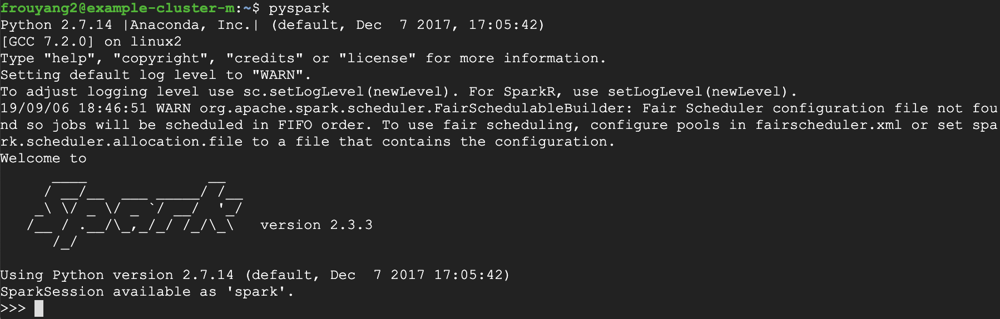 frouyang2@example-cluster-m:~$ pyspark
Python 2.7.14 |Anaconda, Inc.| (default, Dec  7 2017, 17:05:42)
[GCC 7.2.0] on linux2
Type "help", "copyright", "credits" or "license" for more information.
Setting default log level to "WARN".
To adjust logging level use sc.setLogLevel(newLevel). For SparkR, use setLogLevel(newLevel).
19/09/06 18:46:51 WARN org.apache.spark.scheduler.FairSchedulableBuilder: Fair Scheduler configuration file not fou
nd so jobs will be scheduled in FIFO order. To use fair scheduling, configure pools in fairscheduler.xml or set spa
rk.scheduler.allocation.file to a file that contains the configuration.
Welcome to
      ____              __
     / __/__  ___ _____/ /__
    _\ \/ _ \/ _ `/ __/  '_/
   /__ / .__/\_,_/_/ /_/\_\   version 2.3.3
      /_/
Using Python version 2.7.14 (default, Dec  7 2017 17:05:42)
SparkSession available as 'spark'.
>>>